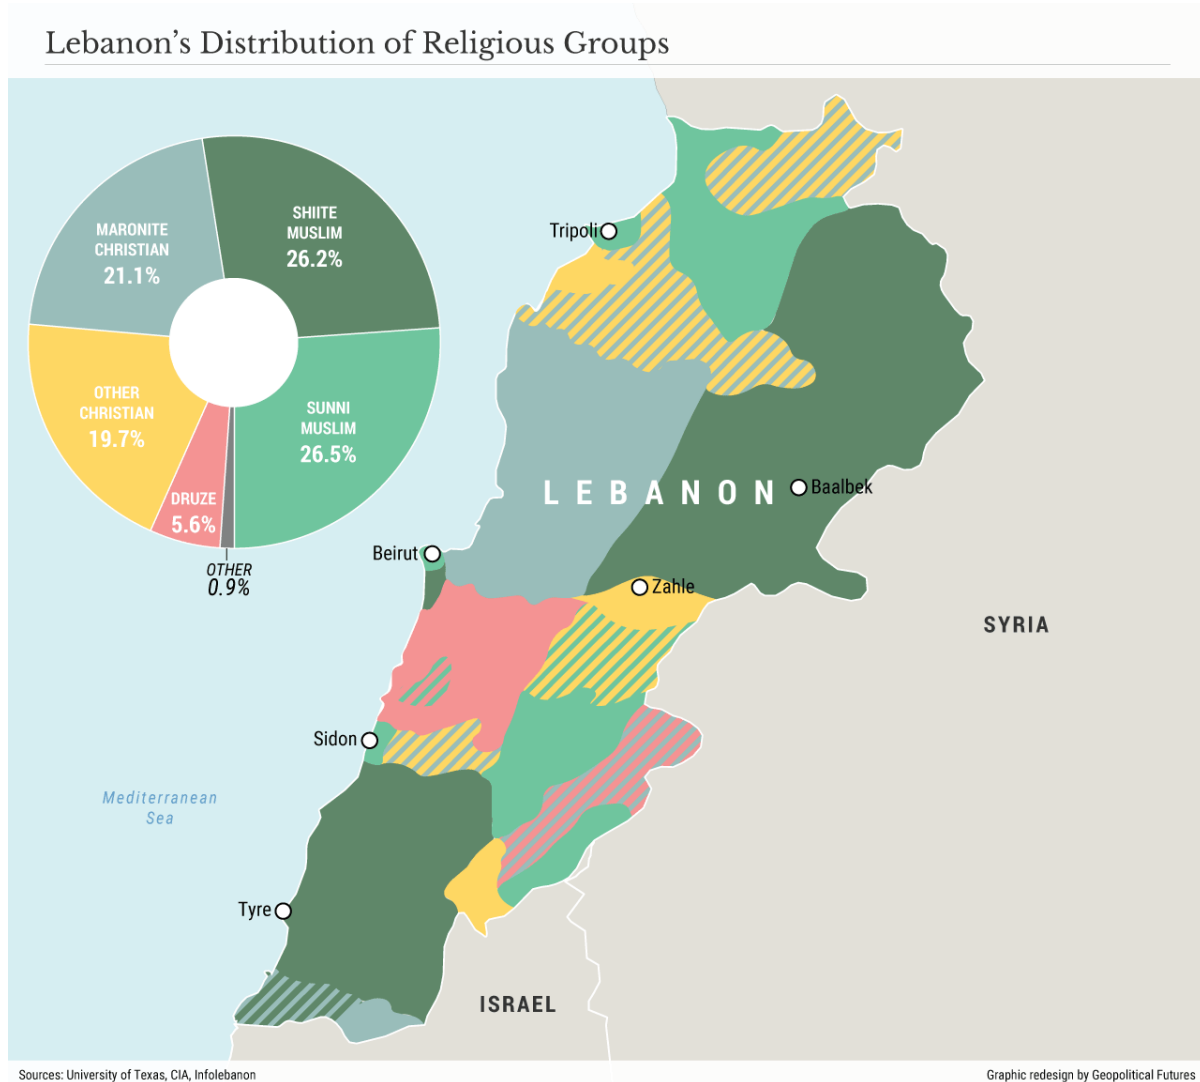 Lebanon's Distribution of Religious Groups
SHIITE
MUSLIM
26.2%
MARONITE
CHRISTIAN
21.1%
OTHER
CHRISTIAN
19.7%
SUNNI
MUSLIM
26.5%
DRUZE
5.6%
OTHER
0.9%
Tripoli
LEBANON
Baalbek
Beirut
Zahle
SYRIA
Sidon
Mediterranean
Sea
Tyre
ISRAEL
Sources: University of Texas, CIA, Infolebanon
Graphic redesign by Geopolitical Futures